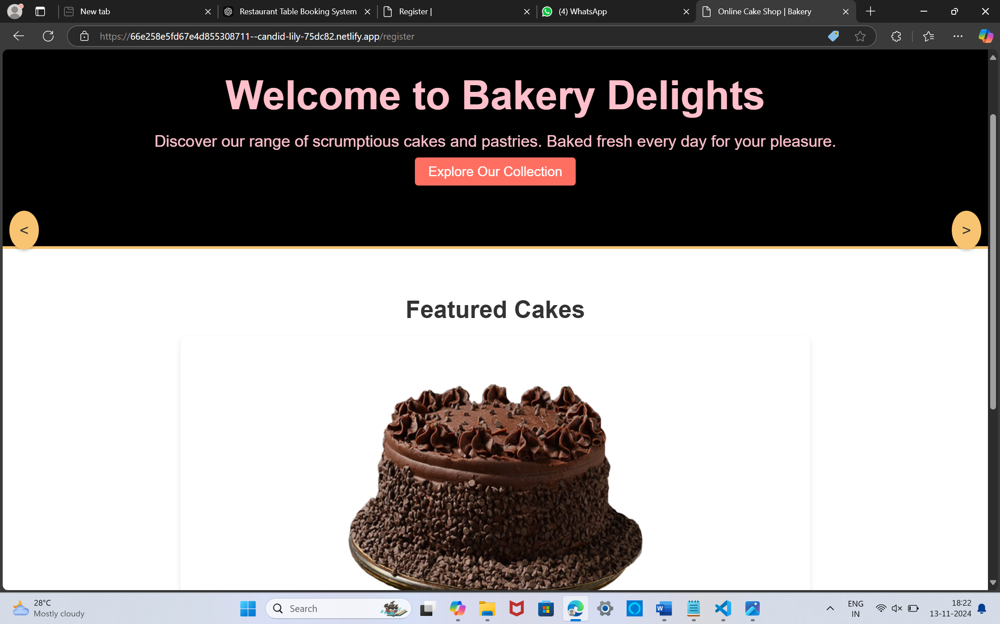 New tab
Restaurant Table Booking System
Register |
(4) WhatsApp
Online Cake Shop | Bakery
https://66e258e5fd67e4d855308711--candid-lily-75dc82.netlify.app/register
Welcome to Bakery Delights
Discover our range of scrumptious cakes and pastries. Baked fresh every day for your pleasure.
Explore Our Collection
<
>
Featured Cakes
28°C
Mostly cloudy
Search
W
ENG
IN
18:22
13-11-2024